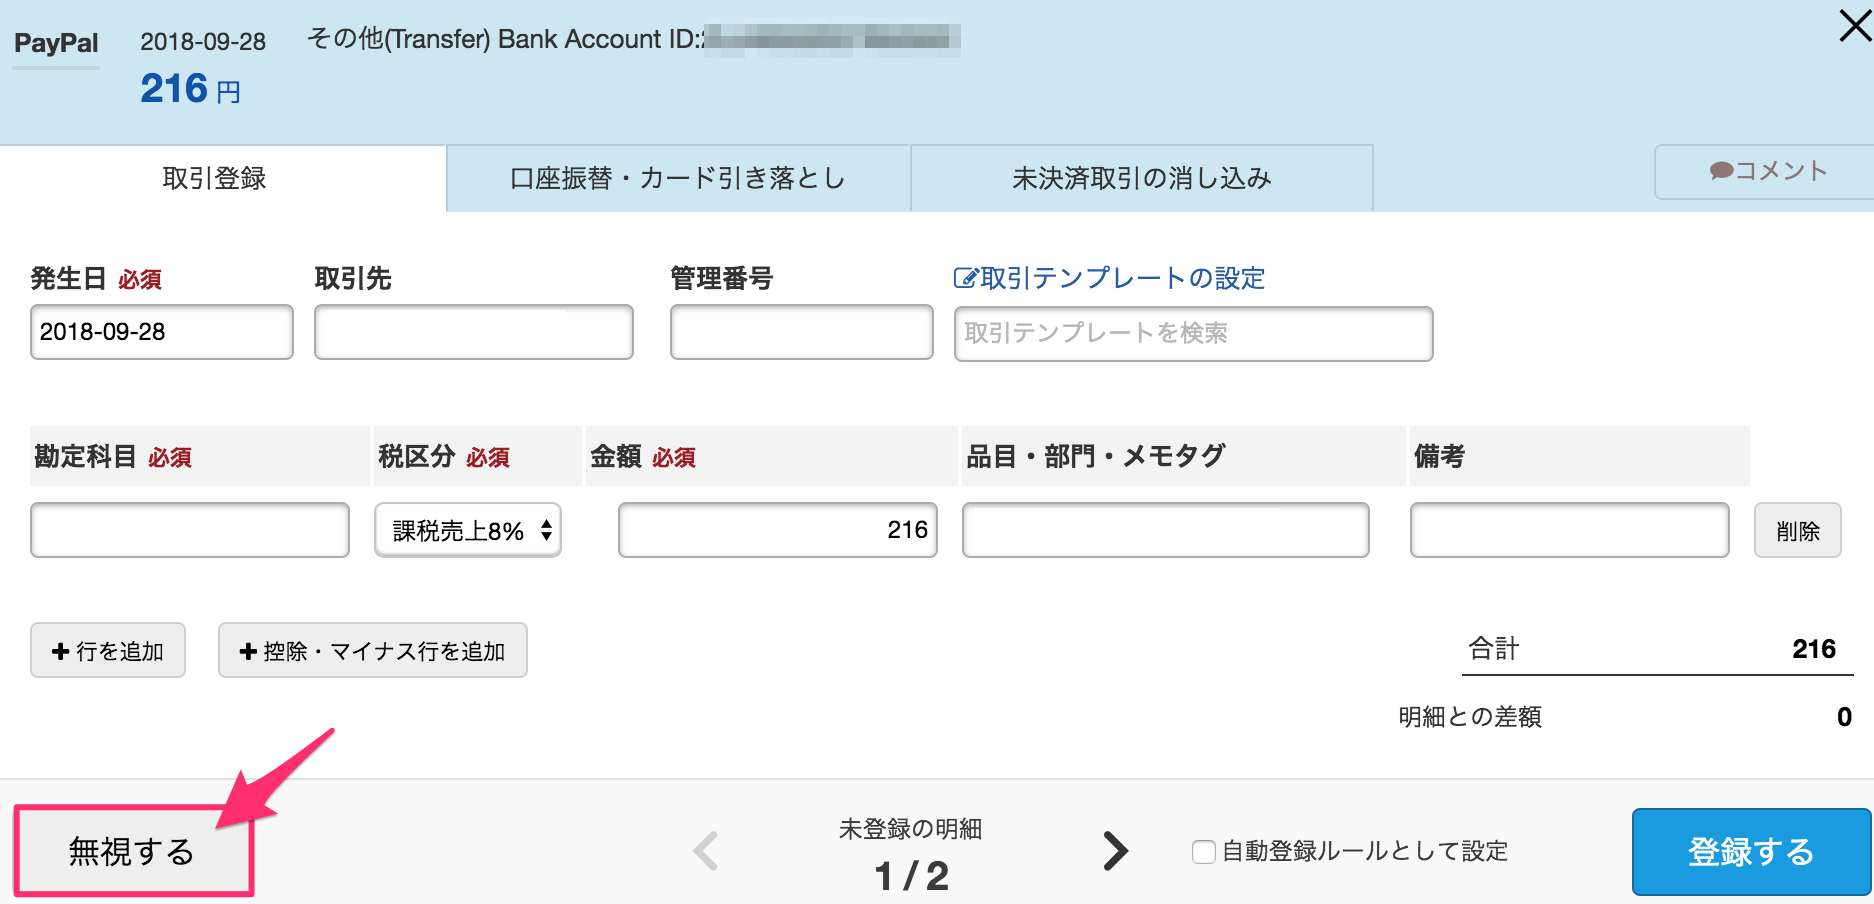 PayPal 2018-09-28 その他(Transfer) Bank Account ID:
216 円
取引登録 口座振替・カード引き落とし 未決済取引の消し込み コメント
発生日 必須 取引先 管理番号 取引テンプレートの設定
2018-09-28 取引テンプレートを検索
勘定科目 必須 税区分 必須 金額 必須 品目・部門・メモタグ 備考
課税売上8% 216 削除
行を追加 控除・マイナス行を追加
合計 216
明細との差額 0
無視する 未登録の明細 1 / 2 自動登録ルールとして設定 登録する